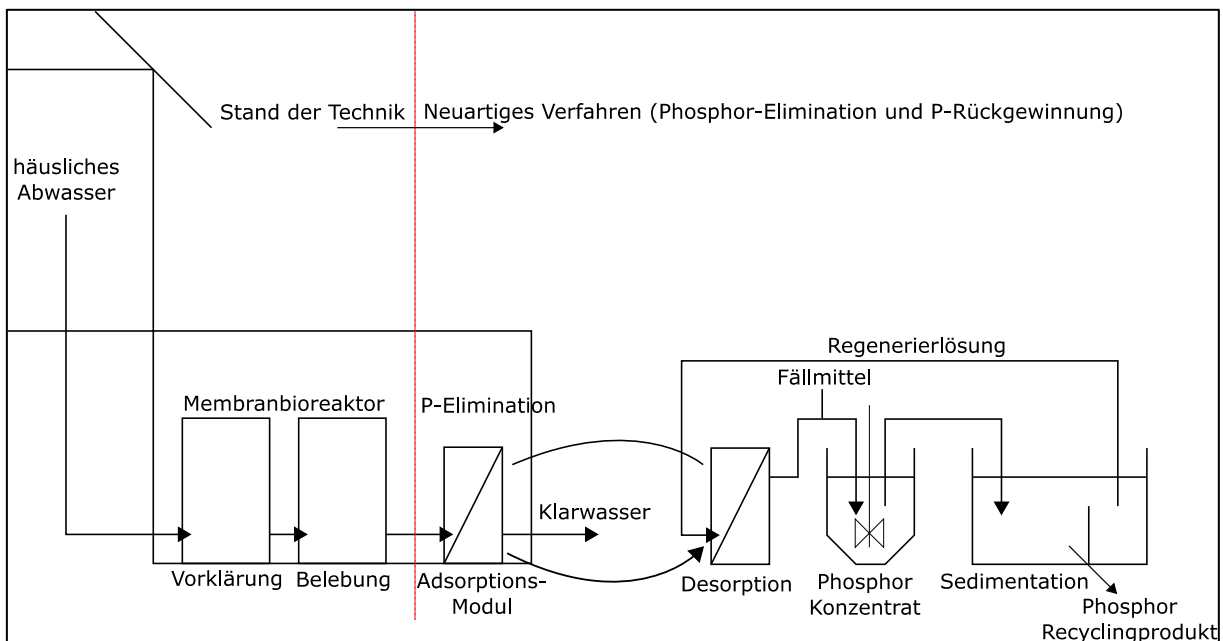 Stand der Technik
Neuartiges Verfahren (Phosphor-Elimination und P-Rückgewinnung)
häusliches
Abwasser
Regenerierlösung
Fällmittel
Membranbioreaktor
P-Elimination
Klarwasser
Vorklärung
Belebung
Adsorptions-
Modul
Desorption
Phosphor
Konzentrat
Sedimentation
Phosphor
Recyclingprodukt